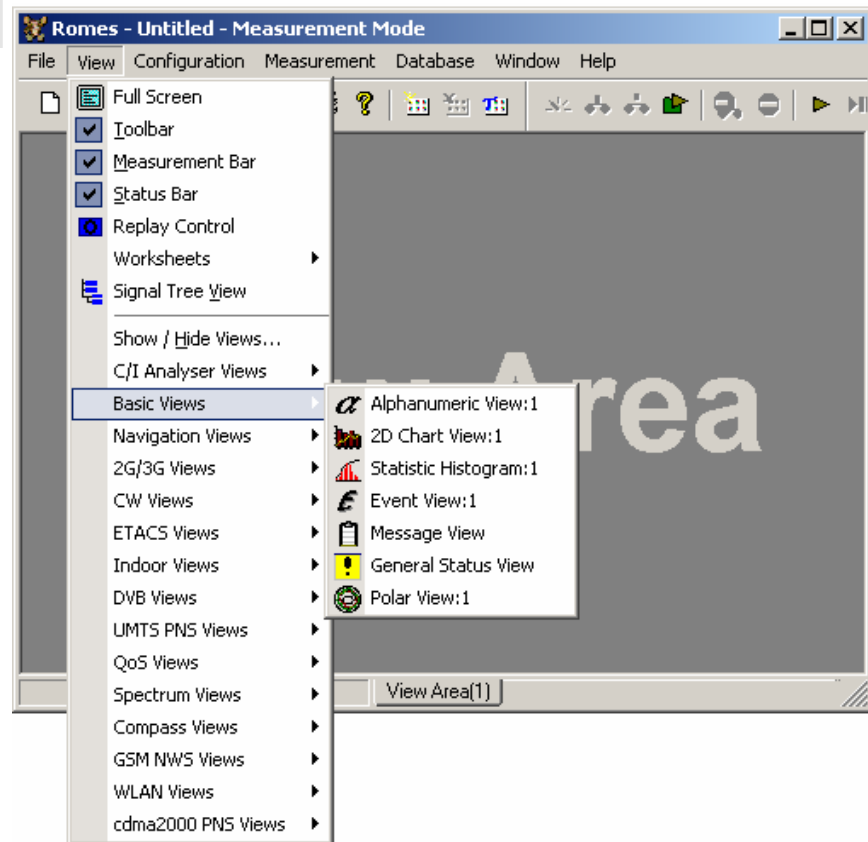 Romes - Untitled - Measurement Mode
File View Configuration Measurement Database Window Help
Full Screen
Toolbar
Measurement Bar
Status Bar
Replay Control
Worksheets
Signal Tree View
Show / Hide Views...
C/I Analyser Views
Basic Views
Navigation Views
2G/3G Views
CW Views
ETACS Views
Indoor Views
DVB Views
UMTS PNS Views
QoS Views
Spectrum Views
Compass Views
GSM NWS Views
WLAN Views
cdma2000 PNS Views
Alphanumeric View:1
2D Chart View:1
Statistic Histogram:1
Event View:1
Message View
General Status View
Polar View:1
Area
View Area(1)